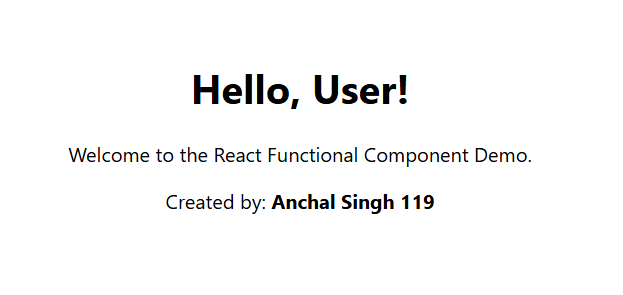 Hello, User!
Welcome to the React Functional Component Demo.
Created by: Anchal Singh 119